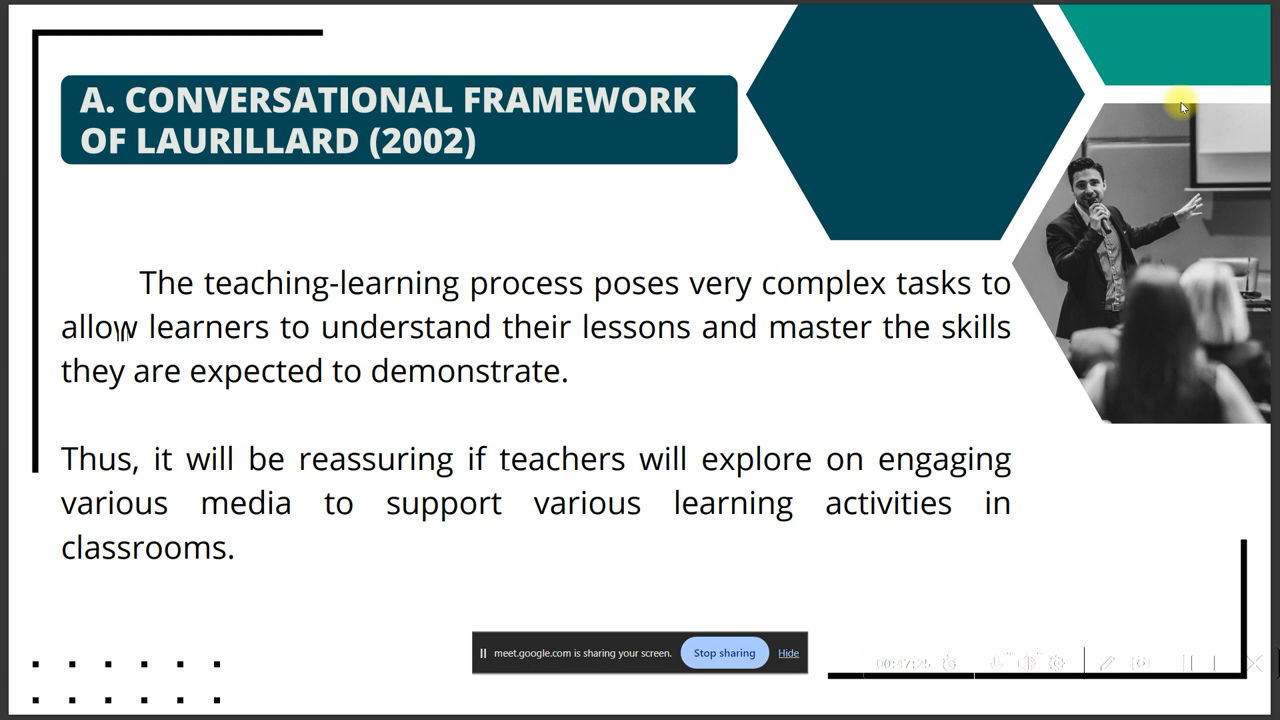 A. CONVERSATIONAL FRAMEWORK
OF LAURILLARD (2002)
The teaching-learning process poses very complex tasks to
allow learners to understand their lessons and master the skills
they are expected to demonstrate.
Thus, it will be reassuring if teachers will explore on engaging
various media to support various learning activities in
classrooms.
meet.google.com is sharing your screen. Stop sharing Hide
00:47:25